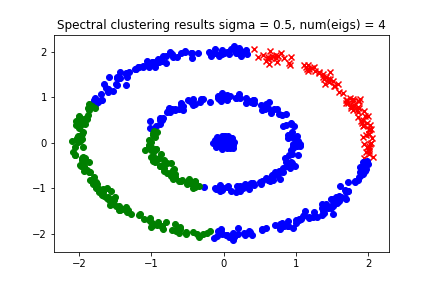 Spectral clustering results sigma = 0.5, num(eigs) = 4
2
1
0
−1
−2
−2 −1 0 1 2